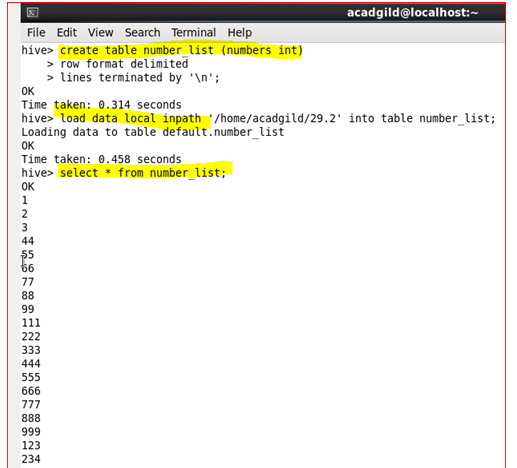 acadgild@localhost:~
File Edit View Search Terminal Help
hive> create table number_list (numbers int)
    > row format delimited
    > lines terminated by '\n';
OK
Time taken: 0.314 seconds
hive> load data local inpath '/home/acadgild/29.2' into table number_list;
Loading data to table default.number_list
OK
Time taken: 0.458 seconds
hive> select * from number_list;
OK
1
2
3
44
55
66
77
88
99
111
222
333
444
555
666
777
888
999
123
234